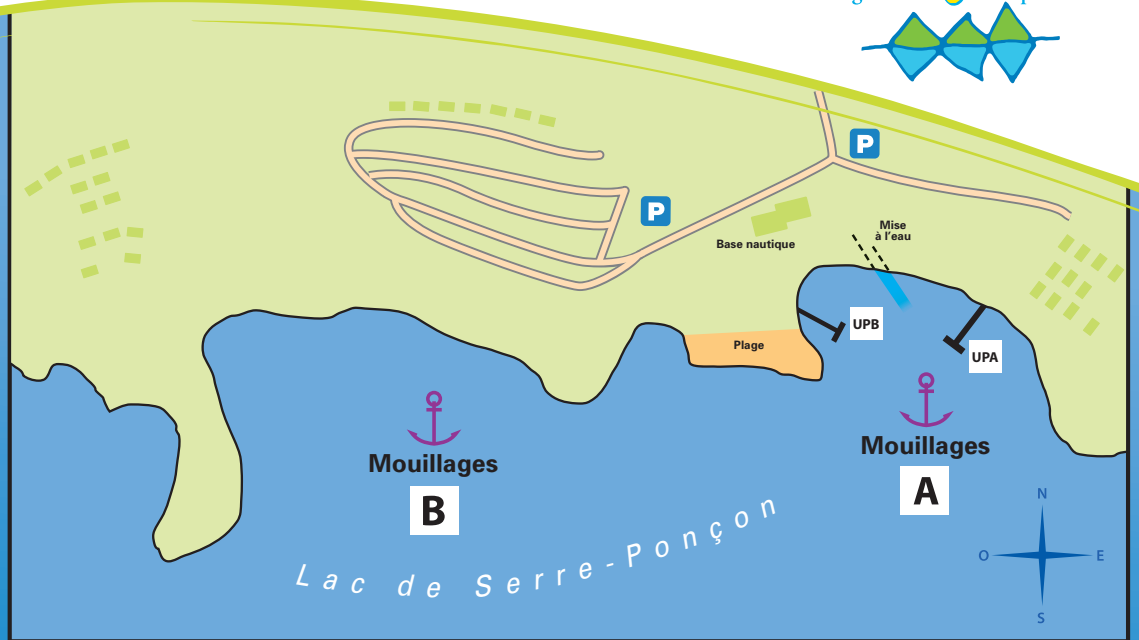 P
P
Mise
à l'eau
Base nautique
UPB
Plage
UPA
Mouillages
A
Mouillages
B
Lac de Serre-Ponçon
N
O
E
S